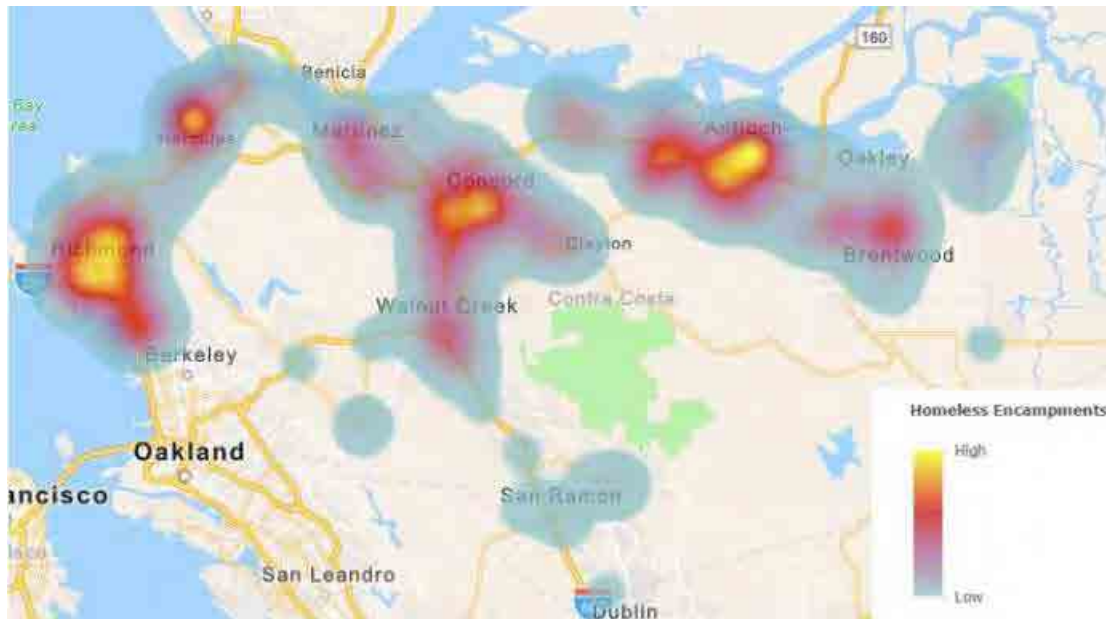 Benicia
160
Bay
rea
Hercules
Martinez
Antioch
Oakley
Concord
Richmond
Clayton
Brentwood
Contra Costa
Walnut Creek
Berkeley
Homeless Encampments
High
Oakland
ancisco
San Ramon
San Leandro
Low
Dublin